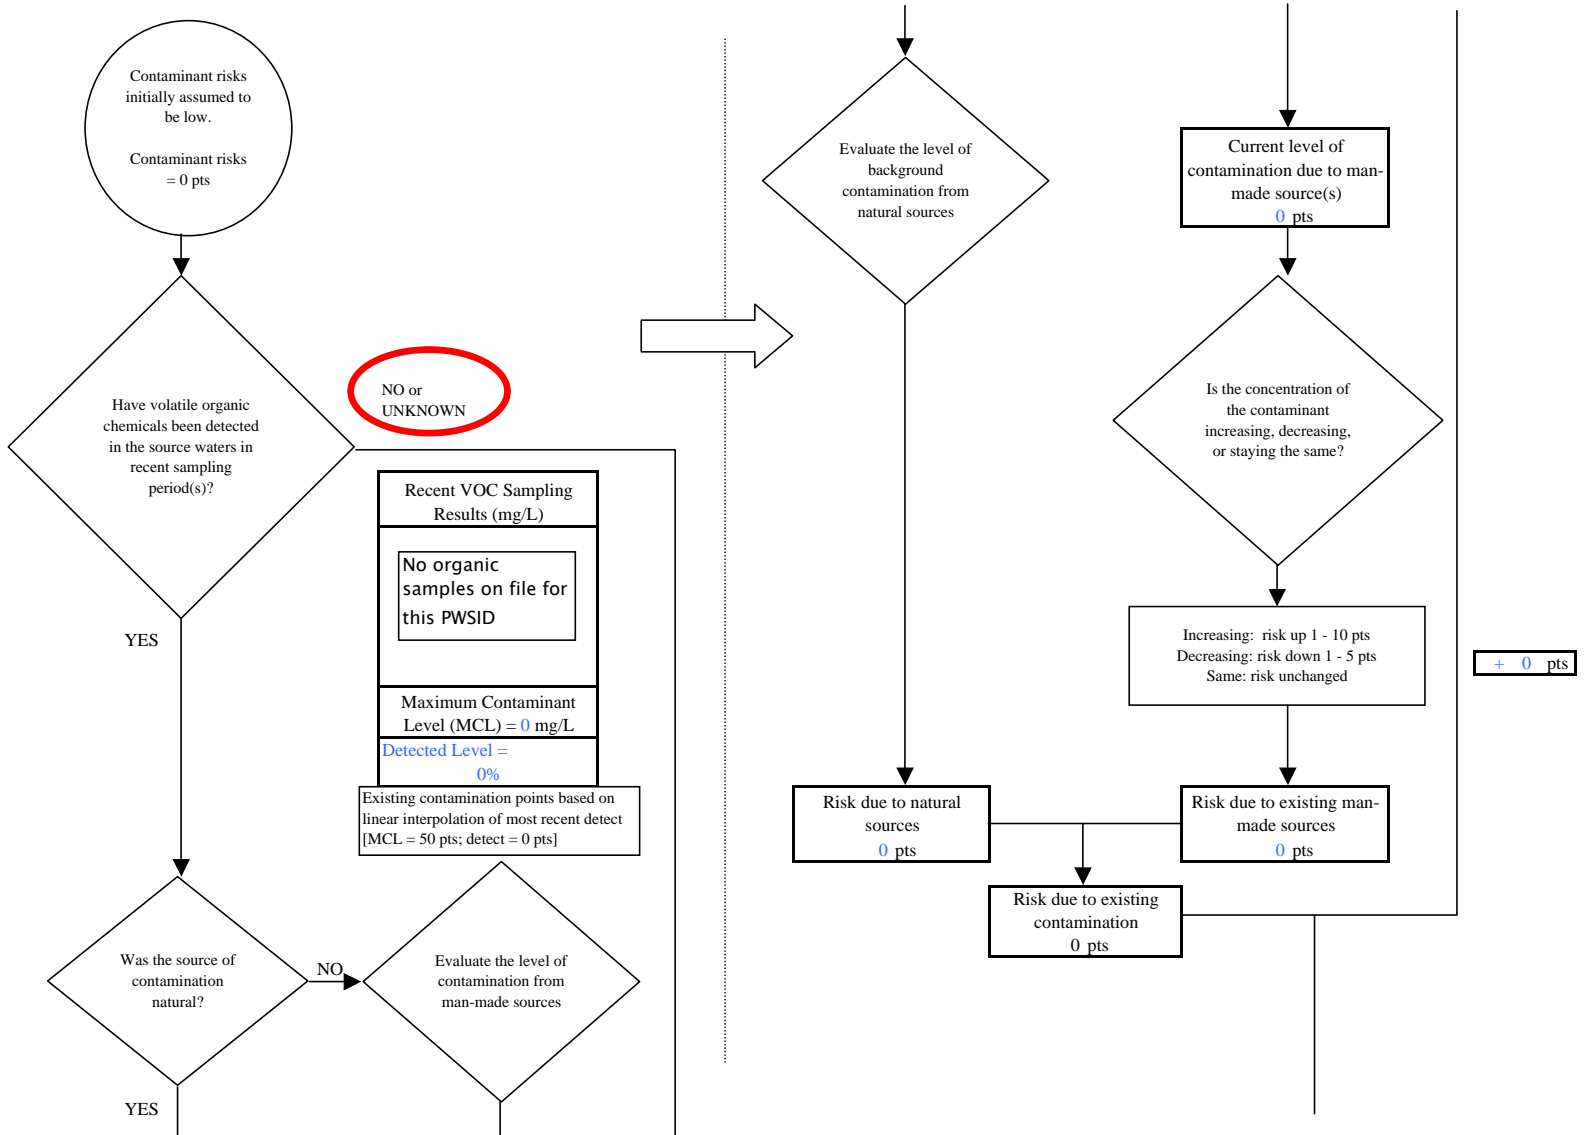 Contaminant risks
initially assumed to
be low.
Contaminant risks
= 0 pts
Have volatile organic
chemicals been detected
in the source waters in
recent sampling
period(s)?
NO or
UNKNOWN
YES
Recent VOC Sampling
Results (mg/L)
No organic
samples on file for
this PWSID
Maximum Contaminant
Level (MCL) = 0 mg/L
Detected Level =
0%
Existing contamination points based on
linear interpolation of most recent detect
[MCL = 50 pts; detect = 0 pts]
Was the source of
contamination
natural?
NO
Evaluate the level of
contamination from
man-made sources
YES
Evaluate the level of
background
contamination from
natural sources
Current level of
contamination due to man-
made source(s)
0 pts
Is the concentration of
the contaminant
increasing, decreasing,
or staying the same?
Increasing: risk up 1 - 10 pts
Decreasing: risk down 1 - 5 pts
Same: risk unchanged
+ 0 pts
Risk due to natural
sources
0 pts
Risk due to existing man-
made sources
0 pts
Risk due to existing
contamination
0 pts